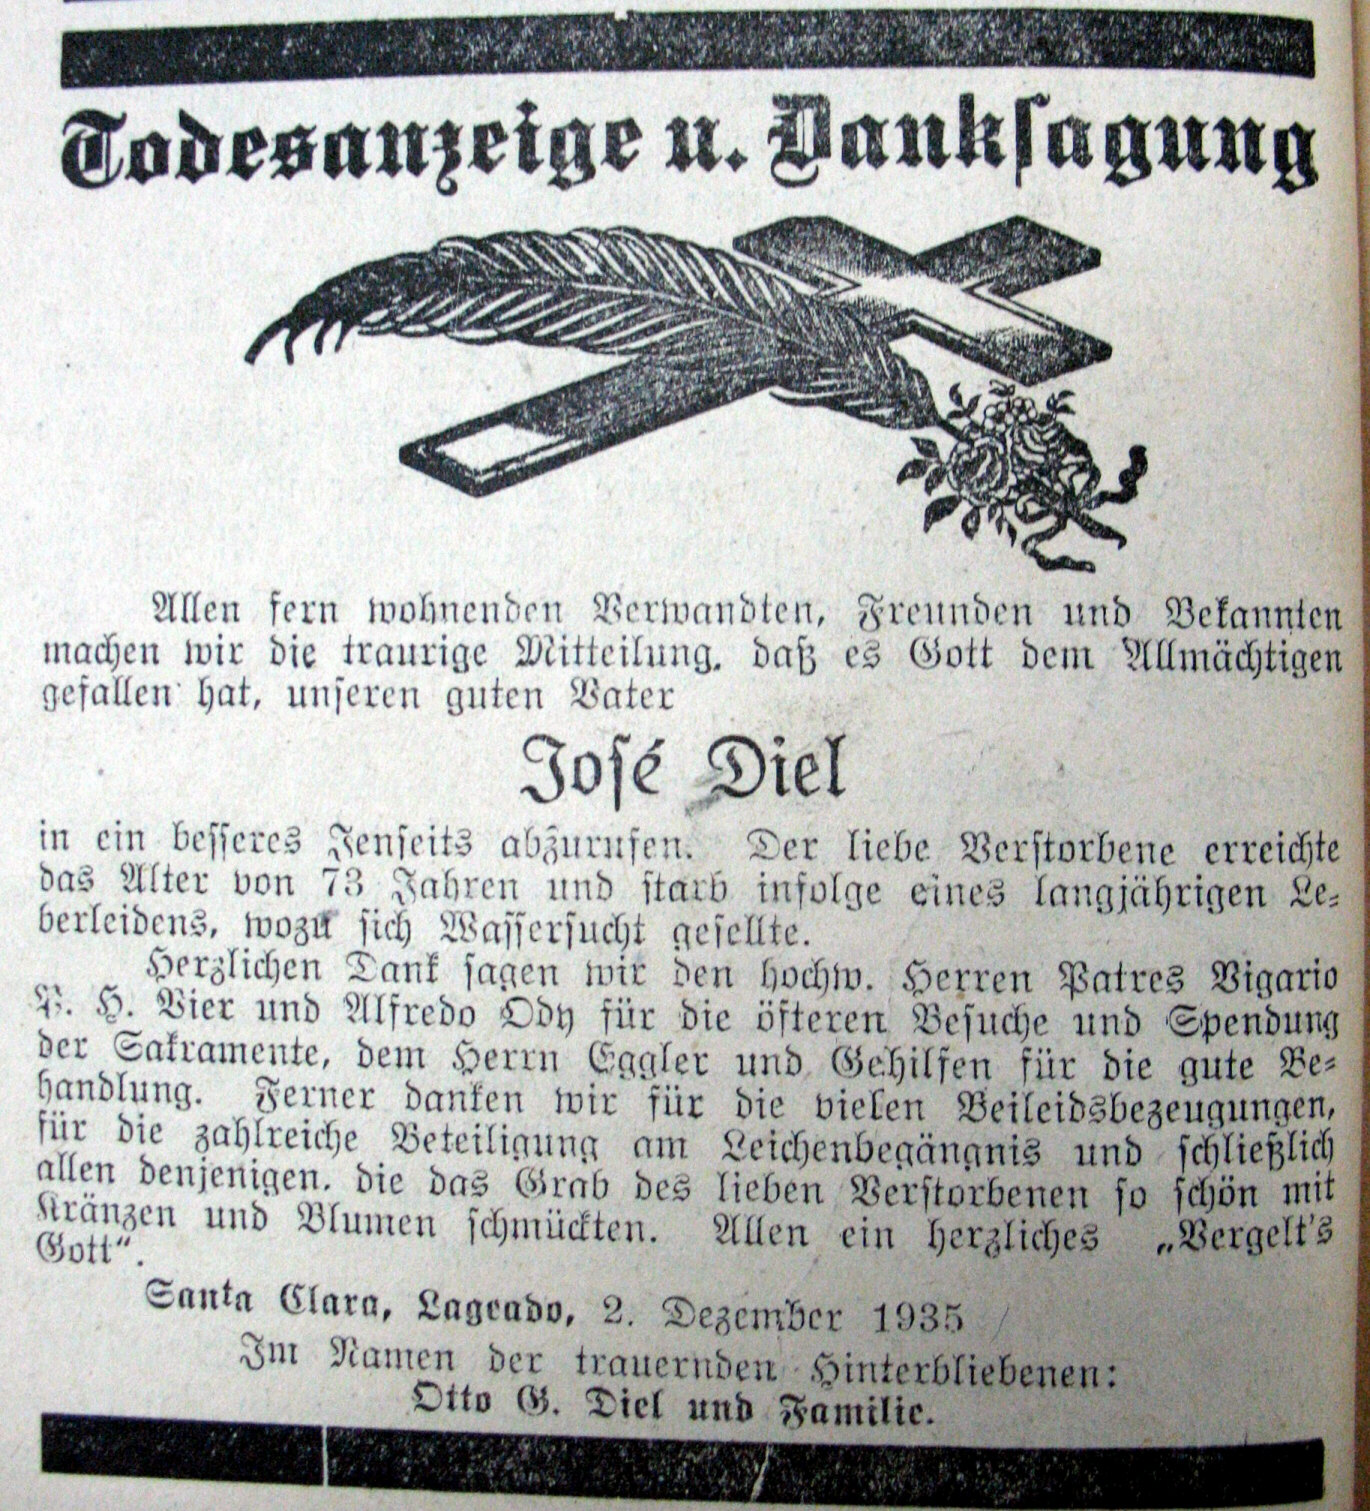 Todesanzeige u. Danksagung
Allen fern wohnenden Verwandten, Freunden und Bekannten
machen wir die traurige Mitteilung, daß es Gott dem Allmächtigen
gefallen hat, unseren guten Vater
José Diel
in ein besseres Jenseits abzurufen. Der liebe Verstorbene erreichte
das Alter von 73 Jahren und starb infolge eines langjährigen Le-
berleidens, wozu sich Wassersucht gesellte.
Herzlichen Dank sagen wir den hochw. Herren Patres Vigario
P. H. Vier und Alfredo Ody für die öfteren Besuche und Spendung
der Sakramente, dem Herrn Eggler und Gehilfen für die gute Be-
handlung. Ferner danken wir für die vielen Beileidsbezeugungen,
für die zahlreiche Beteiligung am Leichenbegängnis und schließlich
allen denjenigen, die das Grab des lieben Verstorbenen so schön mit
Kränzen und Blumen schmückten. Allen ein herzliches „Vergelt's
Gott“.
Santa Clara, Lageado, 2. Dezember 1935
Im Namen der trauernden Hinterbliebenen:
Otto G. Diel und Familie.